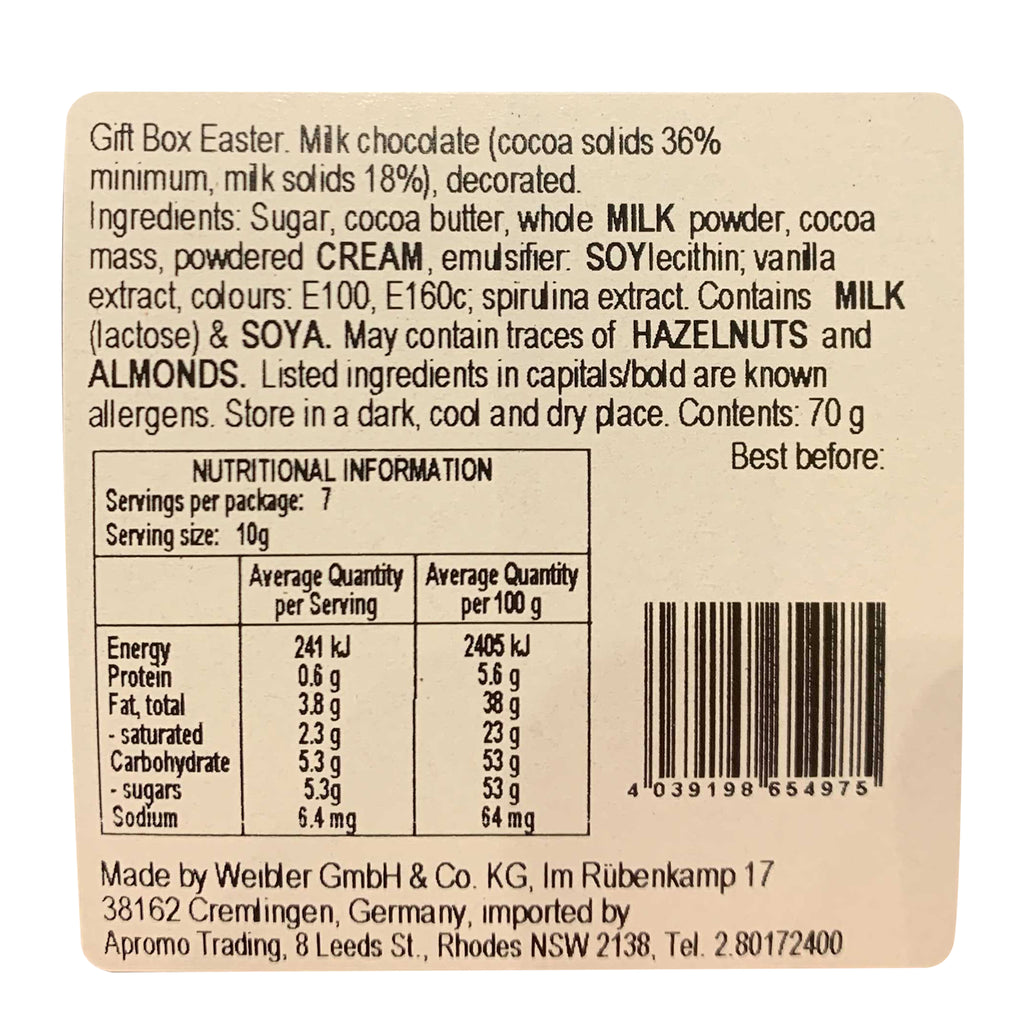 Gift Box Easter. Milk chocolate (cocoa solids 36%
minimum, milk solids 18%), decorated.
Ingredients: Sugar, cocoa butter, whole MILK powder, cocoa
mass, powdered CREAM, emulsifier: SOYlecithin; vanilla
extract, colours: E100, E160c; spirulina extract. Contains MILK
(lactose) & SOYA. May contain traces of HAZELNUTS and
ALMONDS. Listed ingredients in capitals/bold are known
allergens. Store in a dark, cool and dry place. Contents: 70 g
Best before:
NUTRITIONAL INFORMATION
Servings per package: 7
Serving size: 10g
Average Quantity Average Quantity
per Serving per 100 g
Energy 241 kJ 2405 kJ
Protein 0.6 g 5.6 g
Fat, total 3.8 g 38 g
- saturated 2.3 g 23 g
Carbohydrate 5.3 g 53 g
- sugars 5.3g 53 g
Sodium 6.4 mg 64 mg
4 039198 654975
Made by Weibler GmbH & Co. KG, Im Rübenkamp 17
38162 Cremlingen, Germany, imported by
Apromo Trading, 8 Leeds St., Rhodes NSW 2138, Tel. 2.80172400